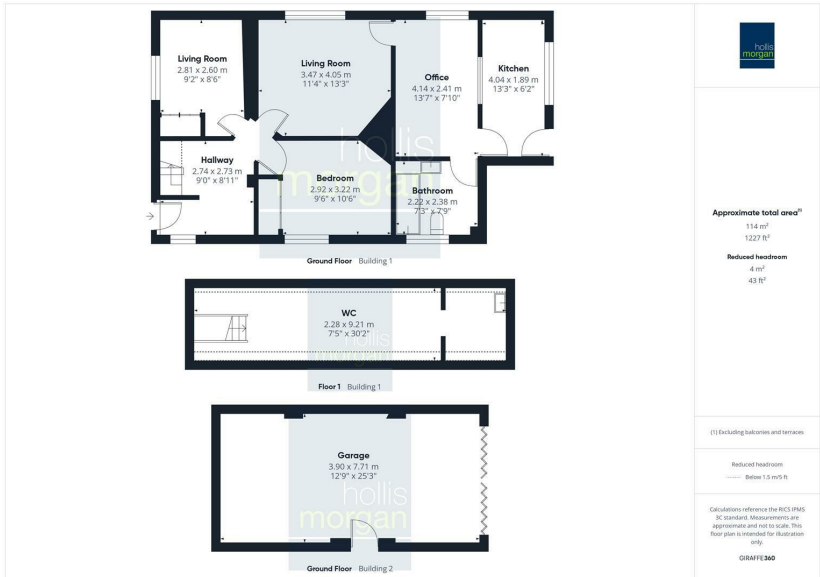 Living Room
2.81 x 2.60 m
9'2" x 8'6"
Living Room
3.47 x 4.05 m
11'4" x 13'3"
Office
4.14 x 2.41 m
13'7" x 7'10"
Kitchen
4.04 x 1.89 m
13'3" x 6'2"
Hallway
2.74 x 2.73 m
9'0" x 8'11"
Bedroom
2.92 x 3.22 m
9'6" x 10'6"
Bathroom
2.22 x 2.38 m
7'3" x 7'9"
hollis
morgan
Ground Floor Building 1
WC
2.28 x 9.21 m
7'5" x 30'2"
hollis
morgan
Floor 1 Building 1
Garage
3.90 x 7.71 m
12'9" x 25'3"
hollis
morgan
Ground Floor Building 2
hollis
morgan
Approximate total area(1)
114 m²
1227 ft²
Reduced headroom
4 m²
43 ft²
(1) Excluding balconies and terraces
Reduced headroom
Below 1.5 m/5 ft
Calculations reference the RICS IPMS
3C standard. Measurements are
approximate and not to scale. This
floor plan is intended for illustration
only.
GIRAFFE360